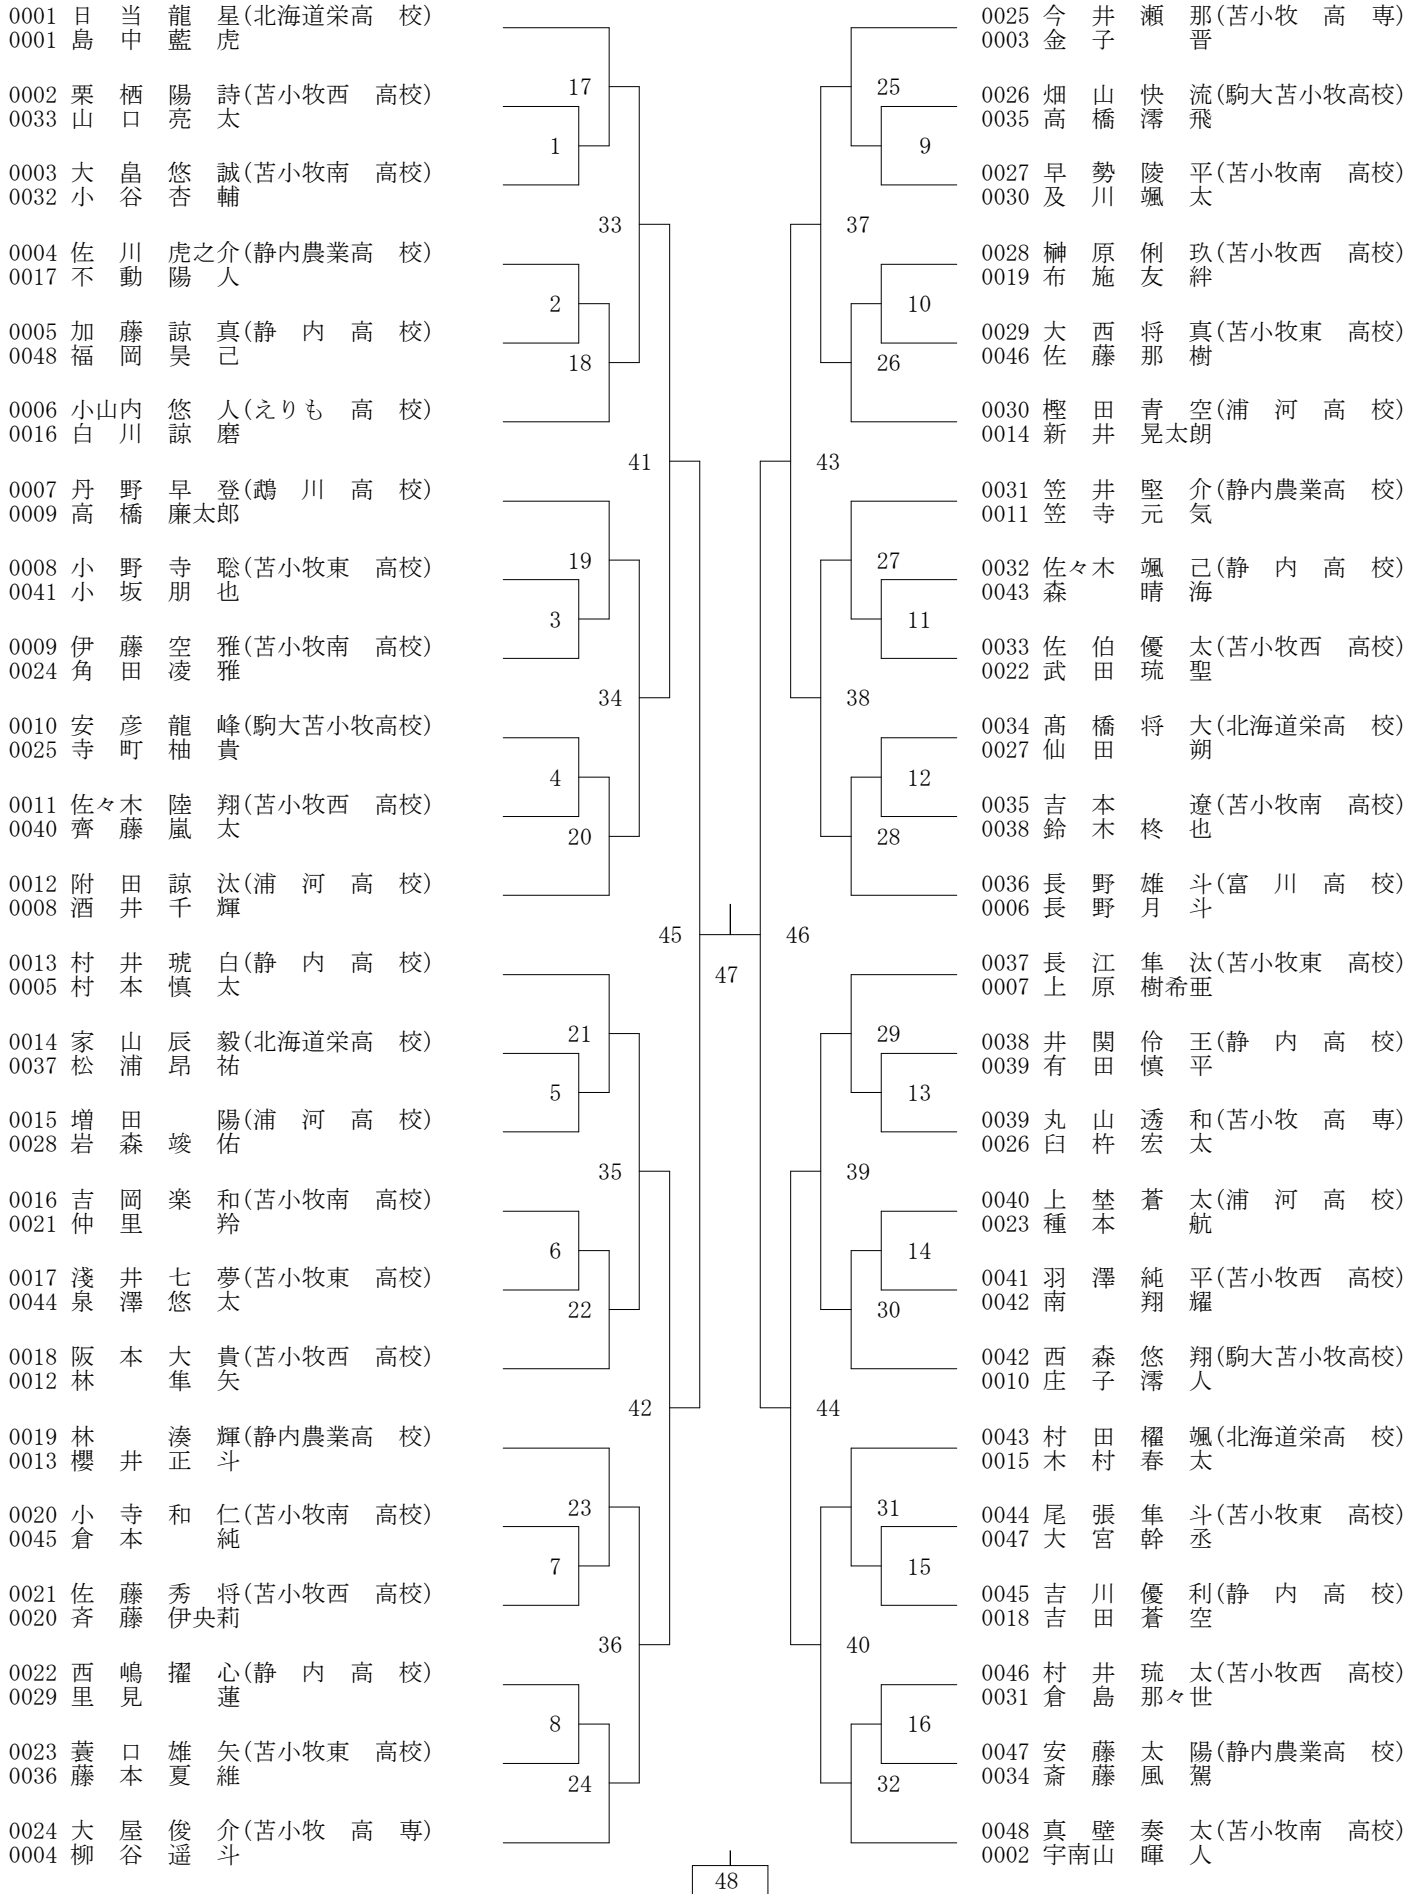 0001 日 当 龍 星(北海道栄高 校)
0001 島 中 藍 虎
17
0002 栗 栖 陽 詩(苫小牧西 高校)
0033 山 口 亮 太
1
0003 大 畠 悠 誠(苫小牧南 高校)
0032 小 谷 杏 輔
33
0004 佐 川 虎之介(静内農業高 校)
0017 不 動 陽 人
2
0005 加 藤 諒 真(静 内 高 校)
0048 福 岡 昊 己
18
0006 小山内 悠 人(えりも 高 校)
0016 白 川 諒 磨
41
0007 丹 野 早 登(鵡 川 高 校)
0009 高 橋 廉太郎
19
0008 小 野 寺 聡(苫小牧東 高校)
0041 小 坂 朋 也
3
0009 伊 藤 空 雅(苫小牧南 高校)
0024 角 田 凌 雅
34
0010 安 彦 龍 峰(駒大苫小牧高校)
0025 寺 町 柚 貴
4
0011 佐々木 陸 翔(苫小牧西 高校)
0040 齊 藤 嵐 太
20
0012 附 田 諒 汰(浦 河 高 校)
0008 酒 井 千 輝
45
0013 村 井 琥 白(静 内 高 校)
0005 村 本 慎 太
21
0014 家 山 辰 毅(北海道栄高 校)
0037 松 浦 昂 祐
5
0015 増 田 陽(浦 河 高 校)
0028 岩 森 竣 佑
35
0016 吉 岡 楽 和(苫小牧南 高校)
0021 仲 里 羚
6
0017 淺 井 七 夢(苫小牧東 高校)
0044 泉 澤 悠 太
22
0018 阪 本 大 貴(苫小牧西 高校)
0012 林 隼 矢
42
0019 林 湊 輝(静内農業高 校)
0013 櫻 井 正 斗
23
0020 小 寺 和 仁(苫小牧南 高校)
0045 倉 本 純
7
0021 佐 藤 秀 将(苫小牧西 高校)
0020 斉 藤 伊央莉
36
0022 西 嶋 擢 心(静 内 高 校)
0029 里 見 蓮
8
0023 蓑 口 雄 矢(苫小牧東 高校)
0036 藤 本 夏 維
24
0024 大 屋 俊 介(苫小牧 高 専)
0004 柳 谷 遥 斗
47
48
0025 今 井 瀬 那(苫小牧 高 専)
0003 金 子 晋
25
0026 畑 山 快 流(駒大苫小牧高校)
0035 高 橋 澪 飛
9
0027 早 勢 陵 平(苫小牧南 高校)
0030 及 川 颯 太
37
0028 榊 原 俐 玖(苫小牧西 高校)
0019 布 施 友 絆
10
0029 大 西 将 真(苫小牧東 高校)
0046 佐 藤 那 樹
26
0030 樫 田 青 空(浦 河 高 校)
0014 新 井 晃太朗
43
0031 笠 井 堅 介(静内農業高 校)
0011 笠 寺 元 気
27
0032 佐々木 颯 己(静 内 高 校)
0043 森 晴 海
11
0033 佐 伯 優 太(苫小牧西 高校)
0022 武 田 琉 聖
38
0034 髙 橋 将 大(北海道栄高 校)
0027 仙 田 朔
12
0035 吉 本 遼(苫小牧南 高校)
0038 鈴 木 柊 也
28
0036 長 野 雄 斗(富 川 高 校)
0006 長 野 月 斗
46
0037 長 江 隼 汰(苫小牧東 高校)
0007 上 原 樹希亜
29
0038 井 関 伶 王(静 内 高 校)
0039 有 田 慎 平
13
0039 丸 山 透 和(苫小牧 高 専)
0026 臼 杵 宏 太
39
0040 上 埜 蒼 太(浦 河 高 校)
0023 種 本 航
14
0041 羽 澤 純 平(苫小牧西 高校)
0042 南 翔 耀
30
0042 西 森 悠 翔(駒大苫小牧高校)
0010 庄 子 澪 人
44
0043 村 田 櫂 颯(北海道栄高 校)
0015 木 村 春 太
31
0044 尾 張 隼 斗(苫小牧東 高校)
0047 大 宮 幹 丞
15
0045 吉 川 優 利(静 内 高 校)
0018 吉 田 蒼 空
40
0046 村 井 琉 太(苫小牧西 高校)
0031 倉 島 那々世
16
0047 安 藤 太 陽(静内農業高 校)
0034 斎 藤 風 駕
32
0048 真 壁 奏 太(苫小牧南 高校)
0002 宇南山 暉 人